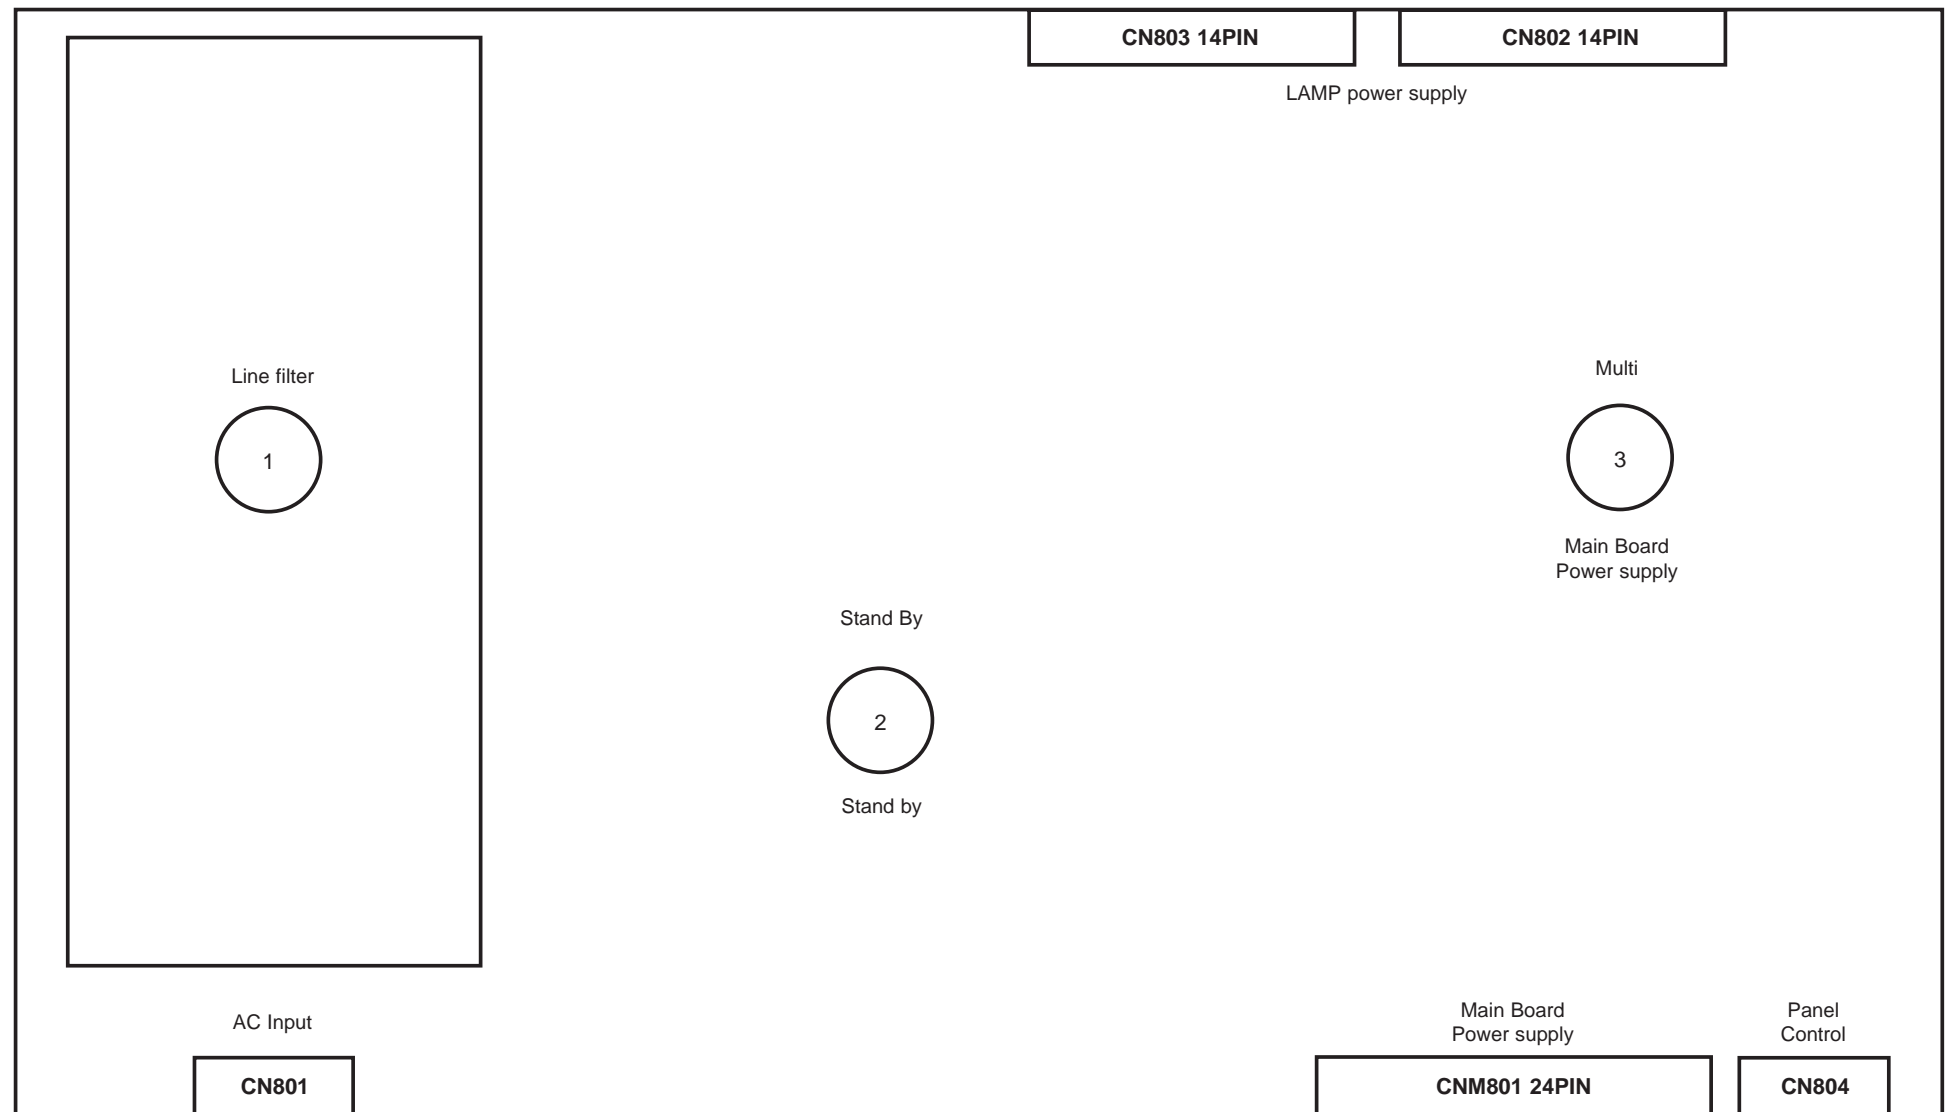 CN803 14PIN
CN802 14PIN
LAMP power supply
Line filter
1
Multi
3
Main Board
Power supply
Stand By
2
Stand by
AC Input
CN801
Main Board
Power supply
CNM801 24PIN
Panel
Control
CN804